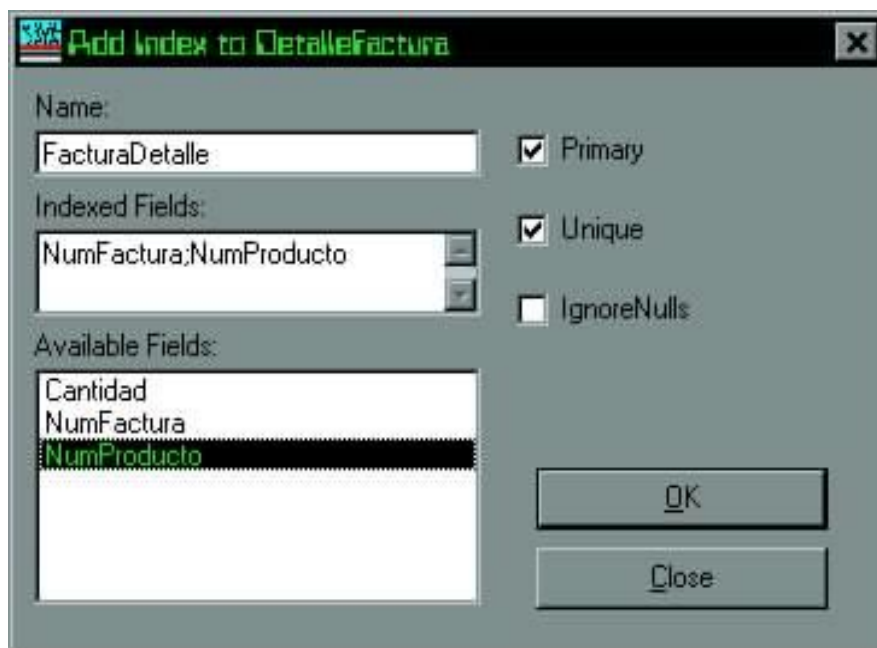 Add Index to DetalleFactura
Name:
FacturaDetalle
Primary
Indexed Fields:
Unique
NumFactura;NumProducto
IgnoreNulls
Available Fields:
Cantidad
NumFactura
NumProducto
OK
Close